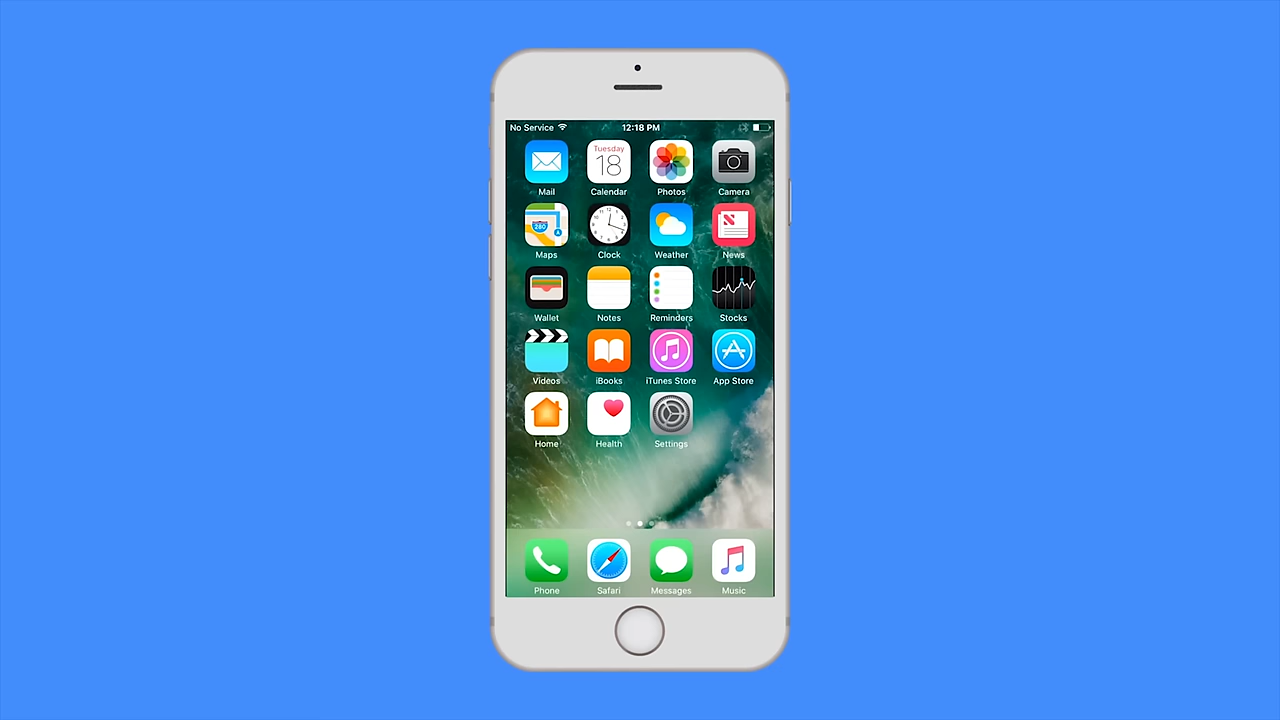 No Service 12:18 PM
Tuesday
18
Mail Calendar Photos Camera
280
Maps Clock Weather News
Wallet Notes Reminders Stocks
Videos iBooks iTunes Store App Store
Home Health Settings
Phone Safari Messages Music